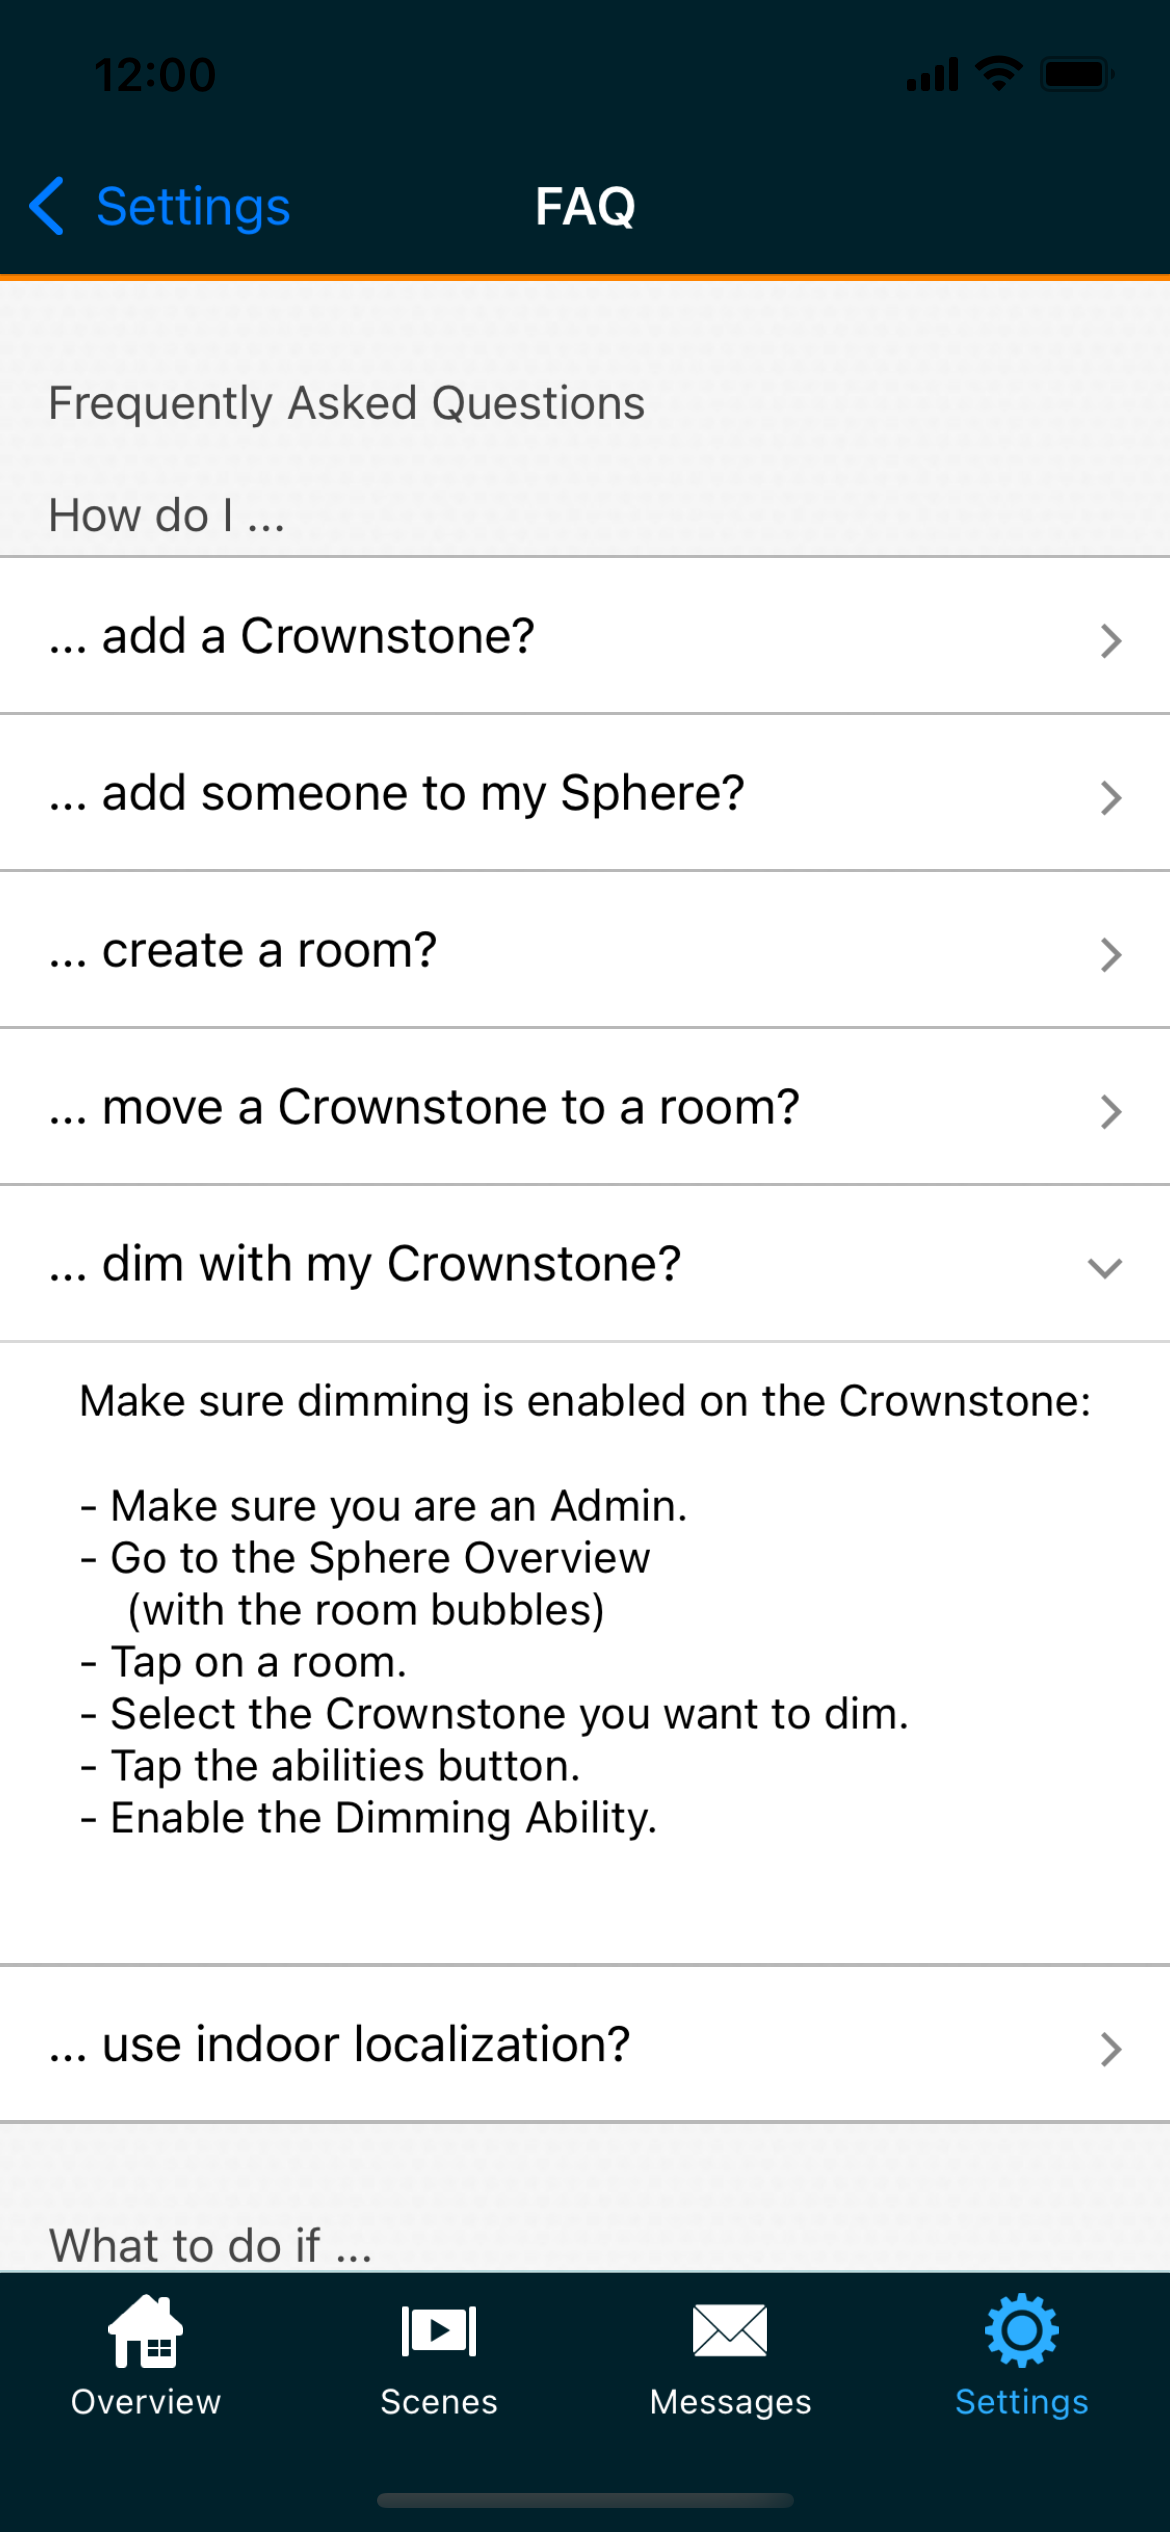 12:00
Settings
FAQ
Frequently Asked Questions
How do I ...
... add a Crownstone?
... add someone to my Sphere?
... create a room?
... move a Crownstone to a room?
... dim with my Crownstone?
Make sure dimming is enabled on the Crownstone:
- Make sure you are an Admin.
- Go to the Sphere Overview
(with the room bubbles)
- Tap on a room.
- Select the Crownstone you want to dim.
- Tap the abilities button.
- Enable the Dimming Ability.
... use indoor localization?
What to do if ...
Overview
Scenes
Messages
Settings